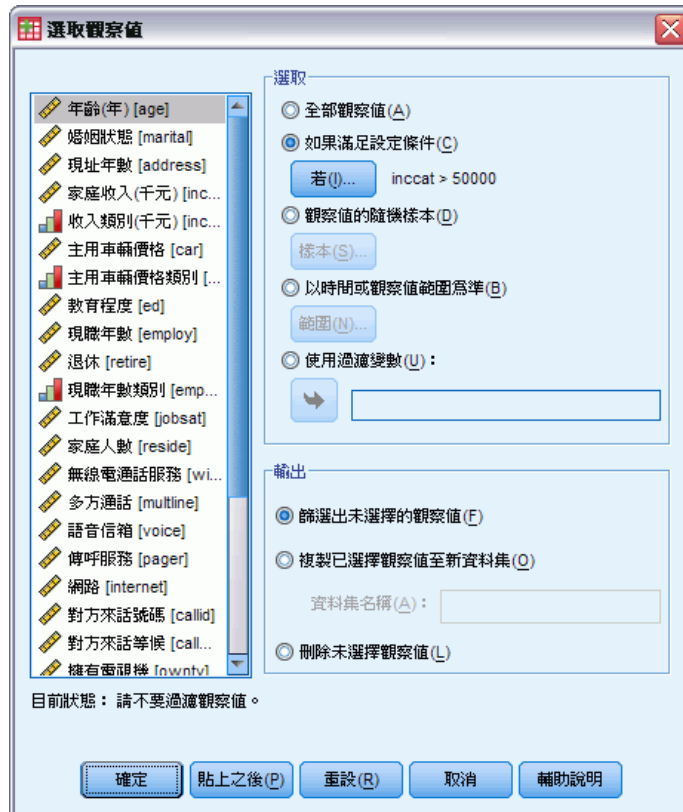 選取觀察值
年齡(年) [age]
婚姻狀態 [marital]
現址年數 [address]
家庭收入(千元) [inc...
收入類別(千元) [inc...
主用車輛價格 [car]
主用車輛價格類別 [...
教育程度 [ed]
現職年數 [employ]
退休 [retire]
現職年數類別 [emp...
工作滿意度 [jobsat]
家庭人數 [reside]
無線電通話服務 [wi...
多方通話 [multline]
語音信箱 [voice]
傳呼服務 [pager]
網路 [internet]
對方來話號碼 [callid]
對方來話等候 [call...
擁有電視機 [owntv]
選取
全部觀察值(A)
如果滿足設定條件(C)
若(I)... inccat > 50000
觀察值的隨機樣本(D)
樣本(S)...
以時間或觀察值範圍為準(B)
範圍(N)...
使用過濾變數(U)：
輸出
篩選出未選擇的觀察值(F)
複製已選擇觀察值至新資料集(O)
資料集名稱(A)：
刪除未選擇觀察值(L)
目前狀態：請不要過濾觀察值。
確定 貼上之後(P) 重設(R) 取消 輔助說明